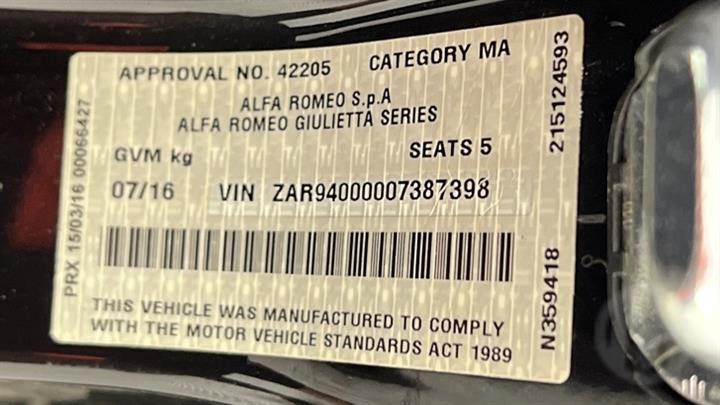 APPROVAL NO. 42205 CATEGORY MA
ALFA ROMEO S.p.A
ALFA ROMEO GIULIETTA SERIES
GVM kg SEATS 5
07/16 VIN ZAR94000007387398
THIS VEHICLE WAS MANUFACTURED TO COMPLY
WITH THE MOTOR VEHICLE STANDARDS ACT 1989
PRX 15/03/16 00066427
215124593
N359418